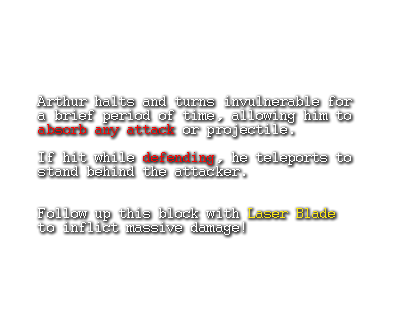 Arthur halts and turns invulnerable for
a brief period of time, allowing him to
absorb any attack or projectile.
If hit while defending, he teleports to
stand behind the attacker.
Follow up this block with Laser Blade
to inflict massive damage!